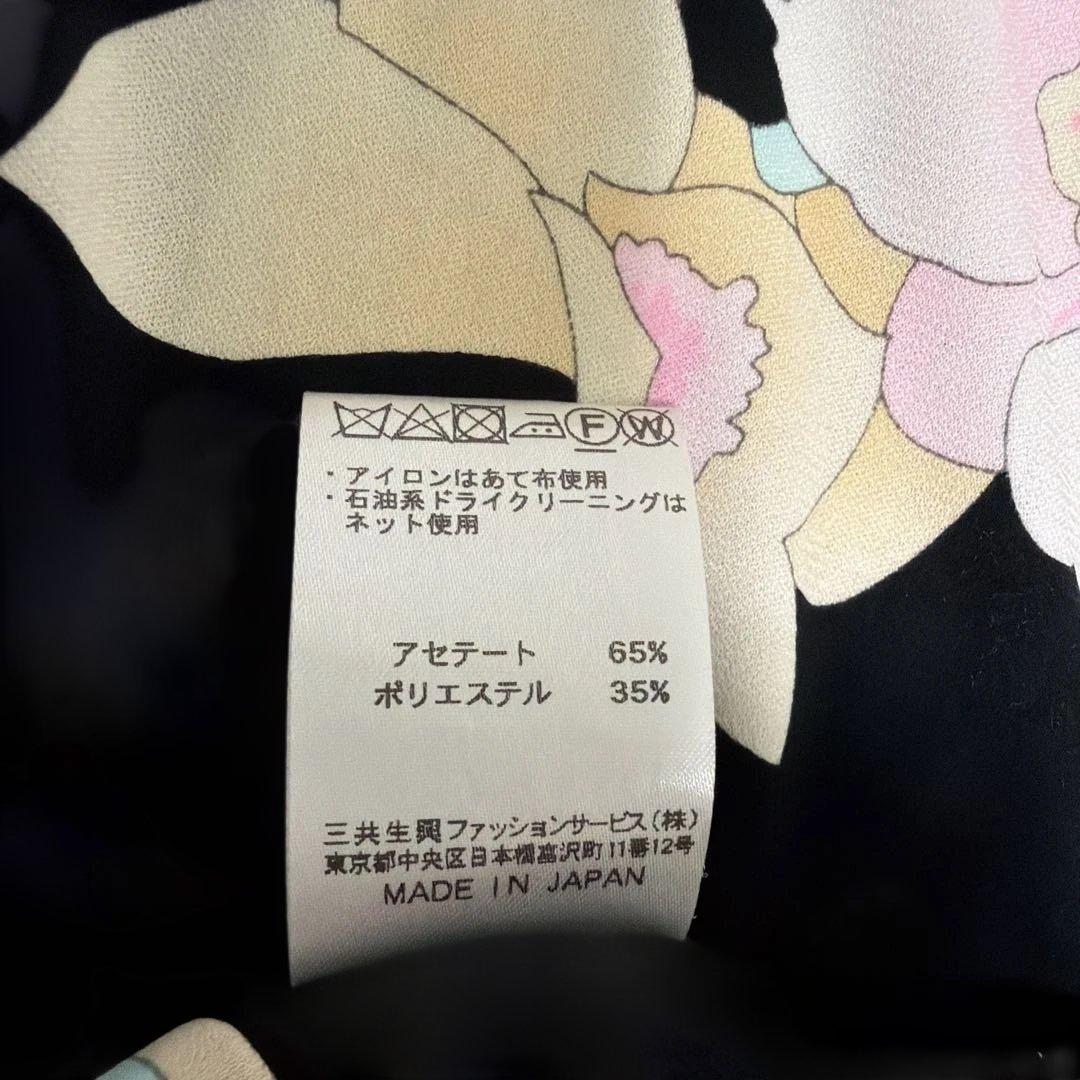 F W
・アイロンはあて布使用
・石油系ドライクリーニングは
ネット使用
アセテート 65%
ポリエステル 35%
三共生興ファッションサービス(株)
東京都中央区日本橋富沢町11番12号
MADE IN JAPAN